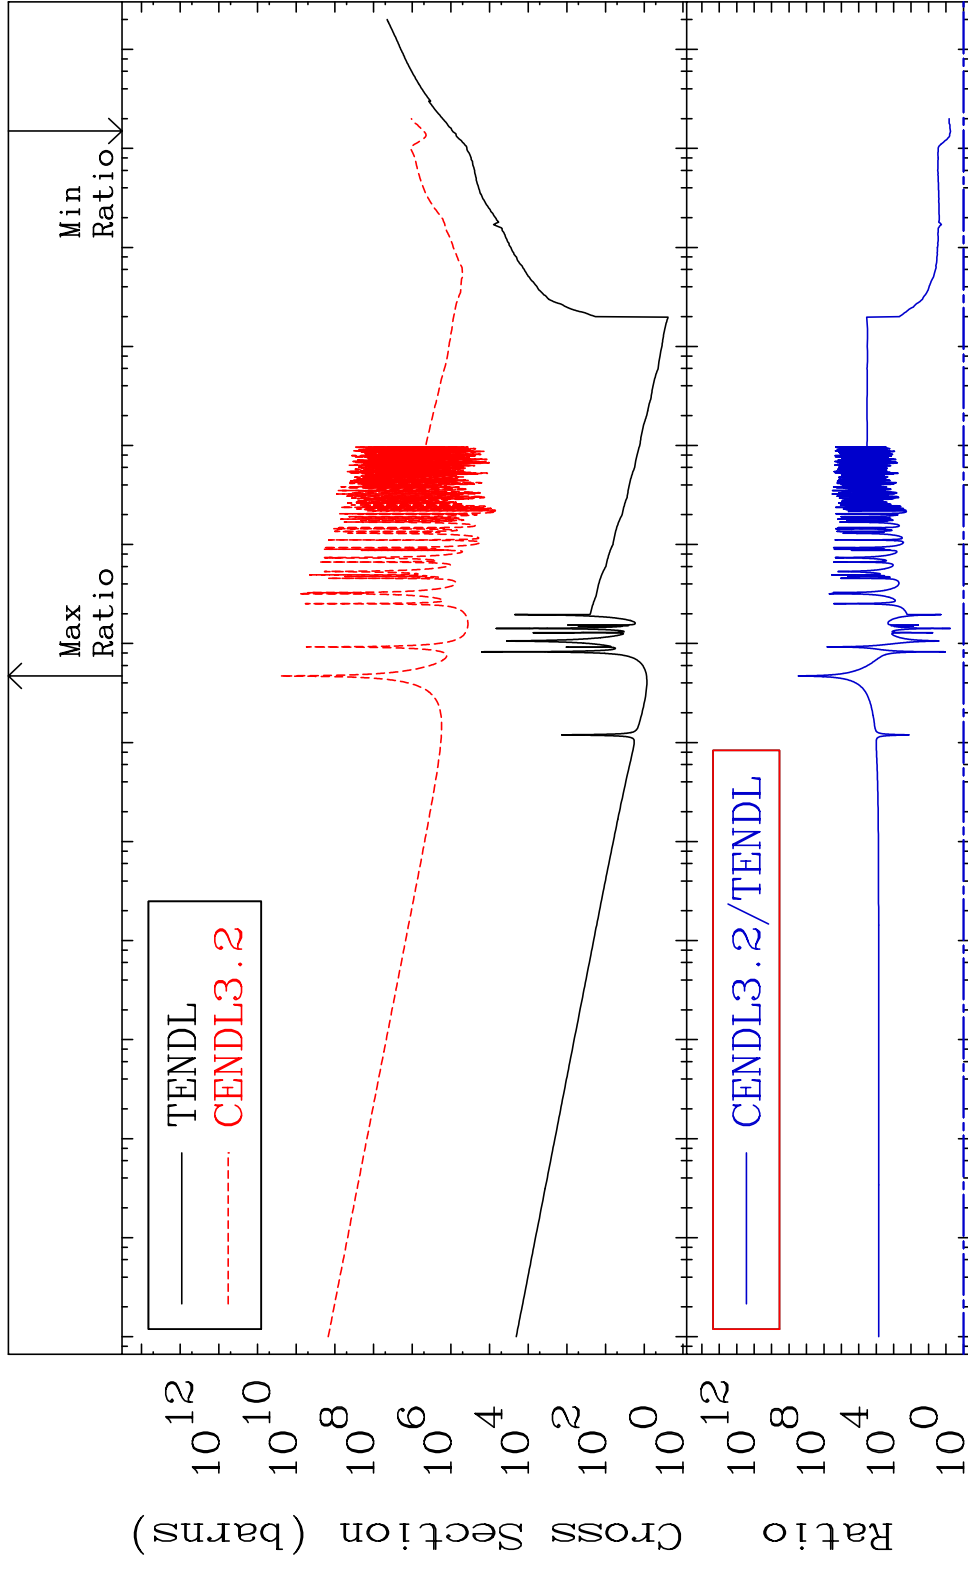 Max
Ratio
Min
Ratio
TENDL
CENDL3.2
Cross Section (barns)
10 12
10 10
10 8
10 6
10 4
10 2
10 0
CENDL3.2/TENDL
Ratio
10 12
10 8
10 4
10 0